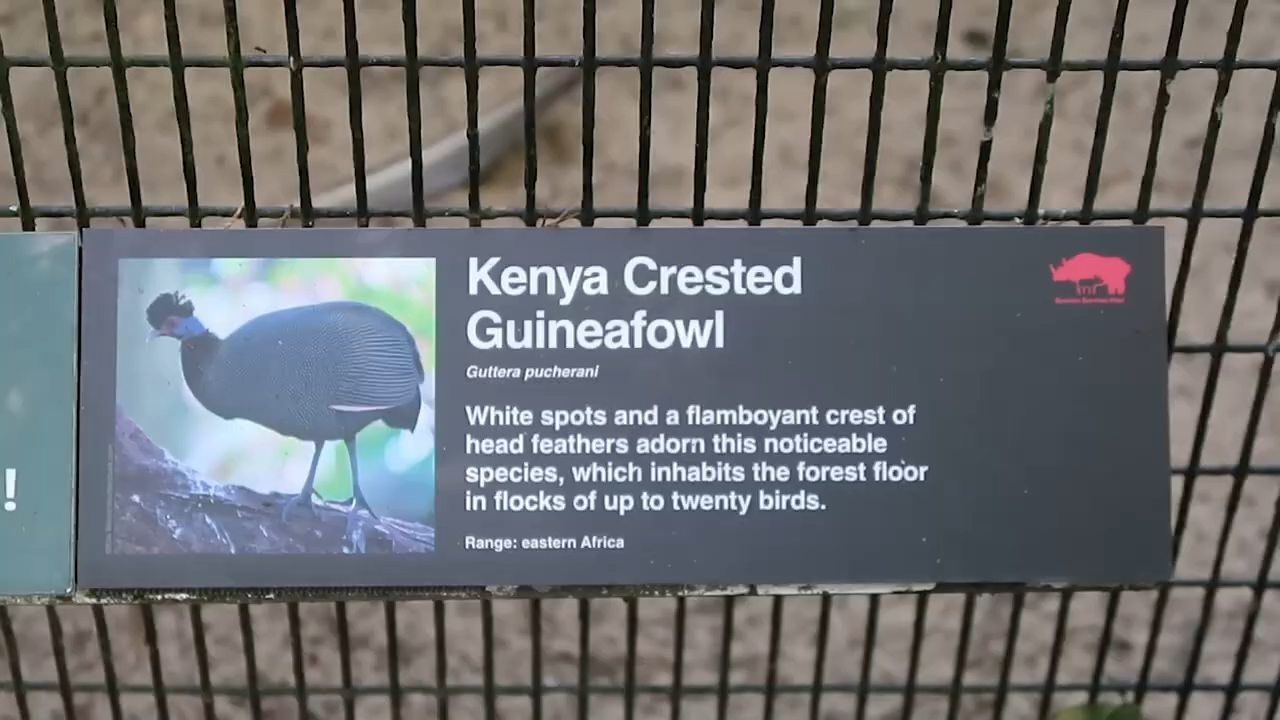 !
Kenya Crested
Guineafowl
Guttera pucherani
White spots and a flamboyant crest of
head feathers adorn this noticeable
species, which inhabits the forest floor
in flocks of up to twenty birds.
Range: eastern Africa